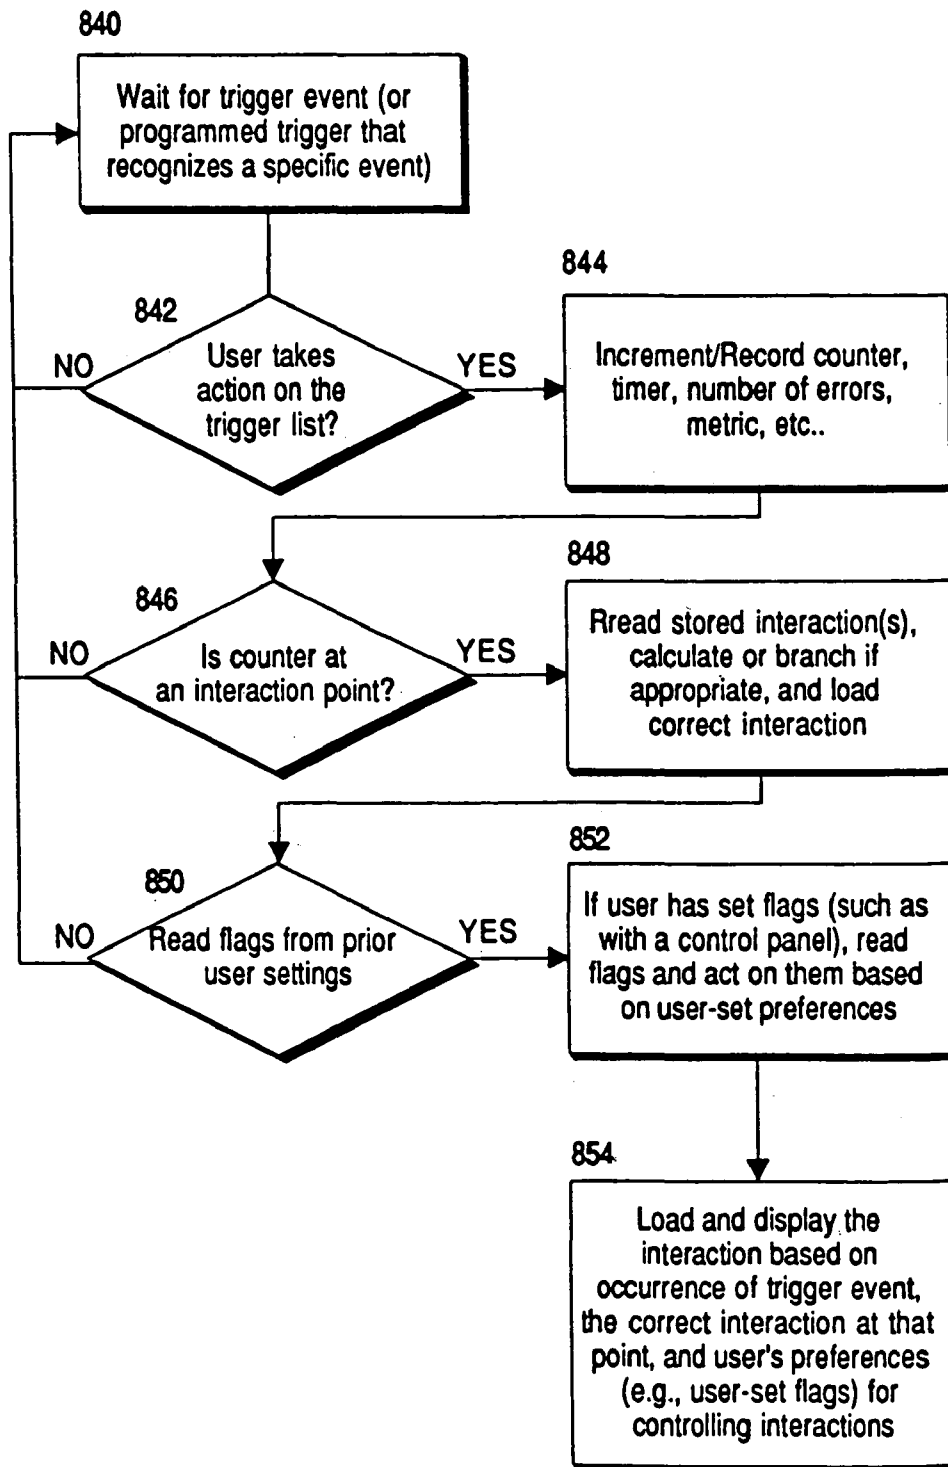 840
Wait for trigger event (or
programmed trigger that
recognizes a specific event)
842
NO
User takes
action on the
trigger list?
YES
844
Increment/Record counter,
timer, number of errors,
metric, etc..
846
NO
Is counter at
an interaction point?
YES
848
Rread stored interaction(s),
calculate or branch if
appropriate, and load
correct interaction
850
NO
Read flags from prior
user settings
YES
852
If user has set flags (such as
with a control panel), read
flags and act on them based
on user-set preferences
854
Load and display the
interaction based on
occurrence of trigger event,
the correct interaction at that
point, and user's preferences
(e.g., user-set flags) for
controlling interactions